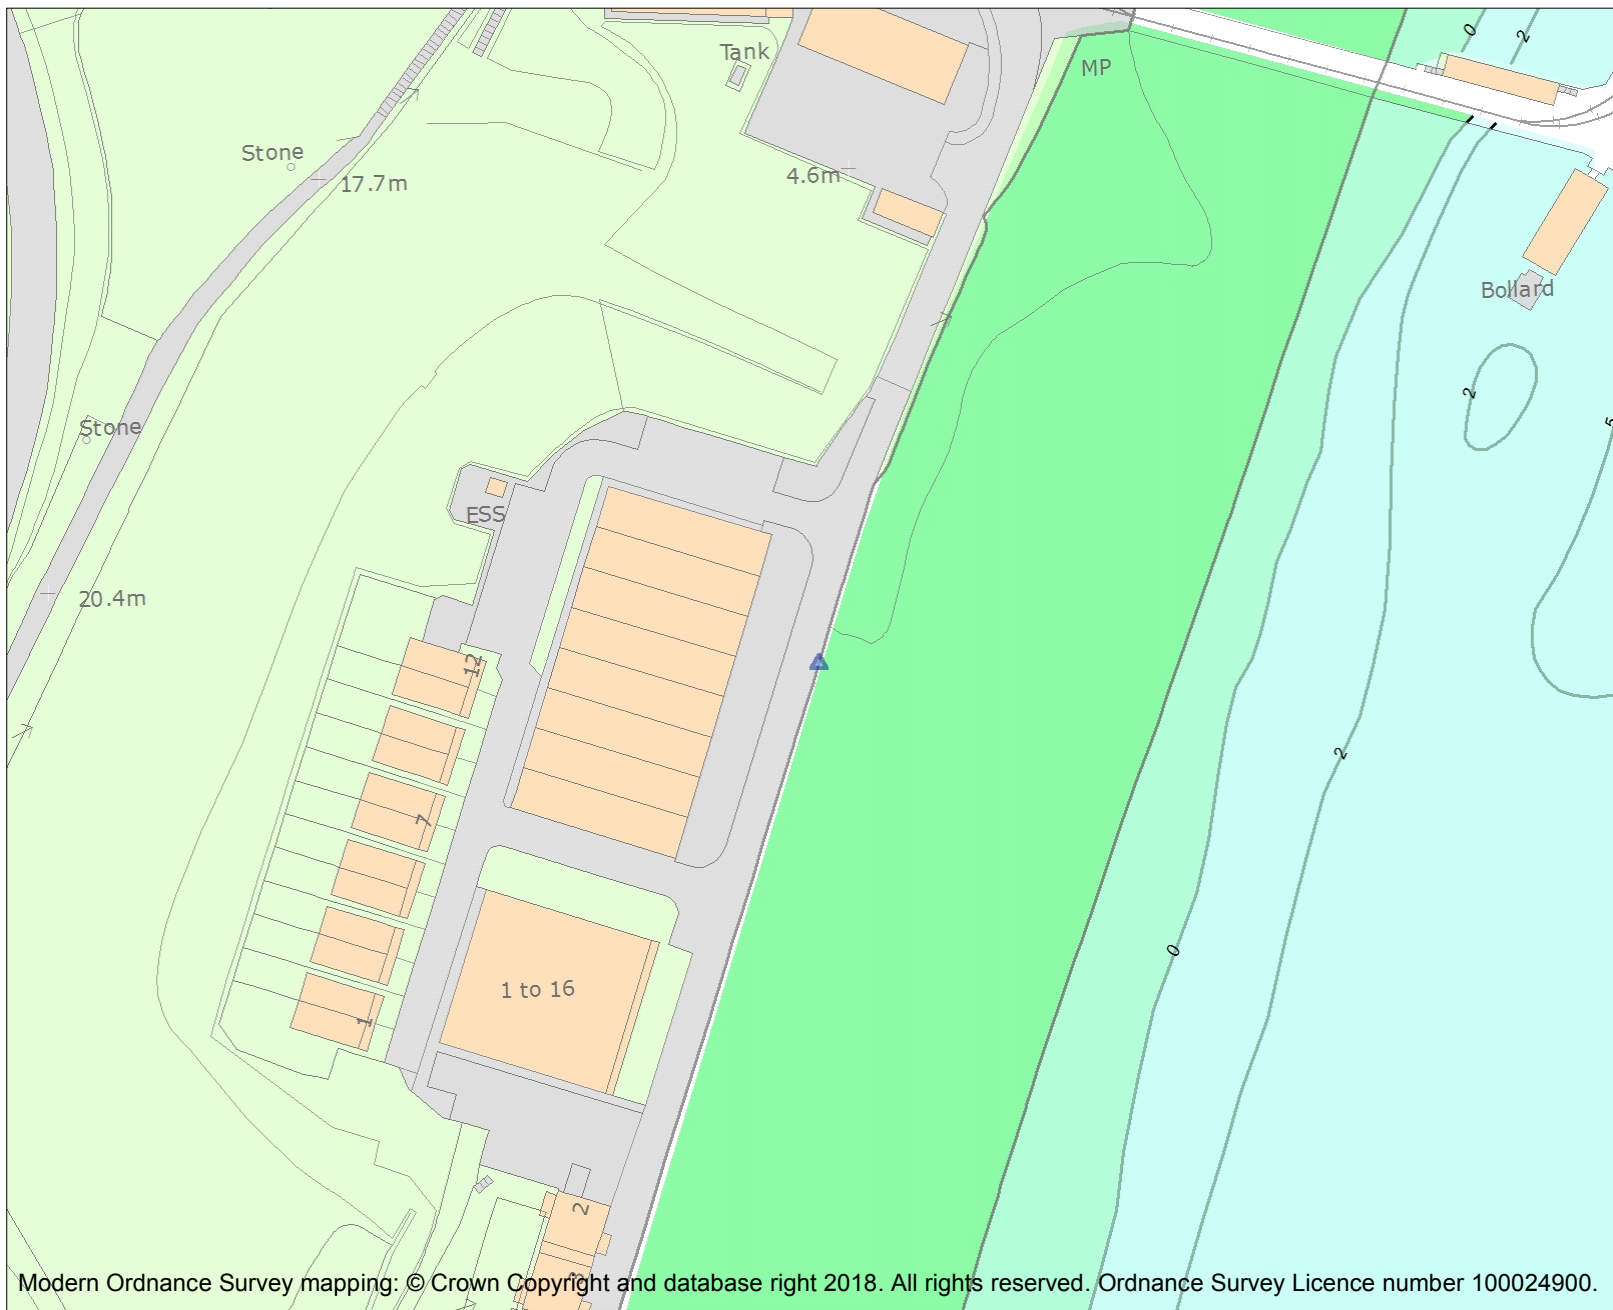 0
2
Tank
MP
Stone
17.7m
4.6m
Bollard
2
5
Stone
ESS
20.4m
12
2
7
0
1 to 16
1
2
3
Modern Ordnance Survey mapping: © Crown Copyright and database right 2018. All rights reserved. Ordnance Survey Licence number 100024900.